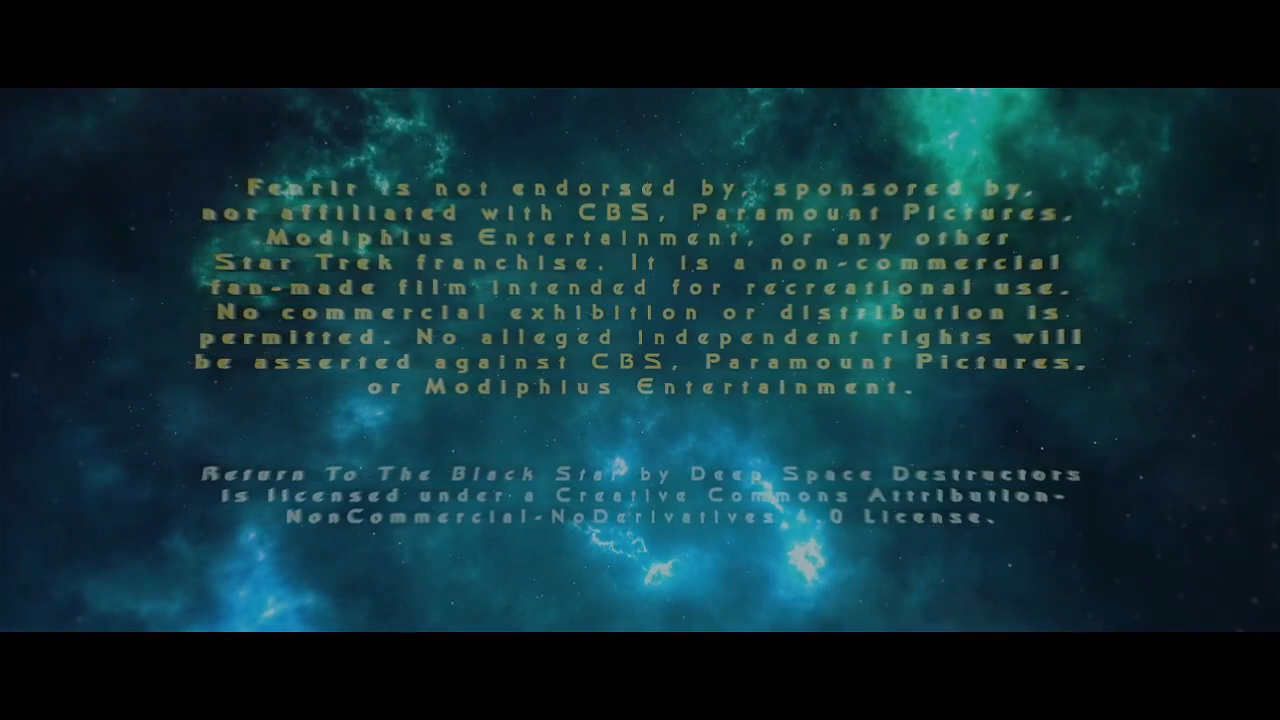 Fenrir is not endorsed by, sponsored by,
nor affiliated with CBS, Paramount Pictures,
Modiphius Entertainment, or any other
Star Trek franchise. It is a non-commercial
fan-made film intended for recreational use.
No commercial exhibition or distribution is
permitted. No alleged independent rights will
be asserted against CBS, Paramount Pictures,
or Modiphius Entertainment.
Return To The Black Star by Deep Space Destructors
is licensed under a Creative Commons Attribution-
NonCommercial-NoDerivatives 4.0 License.